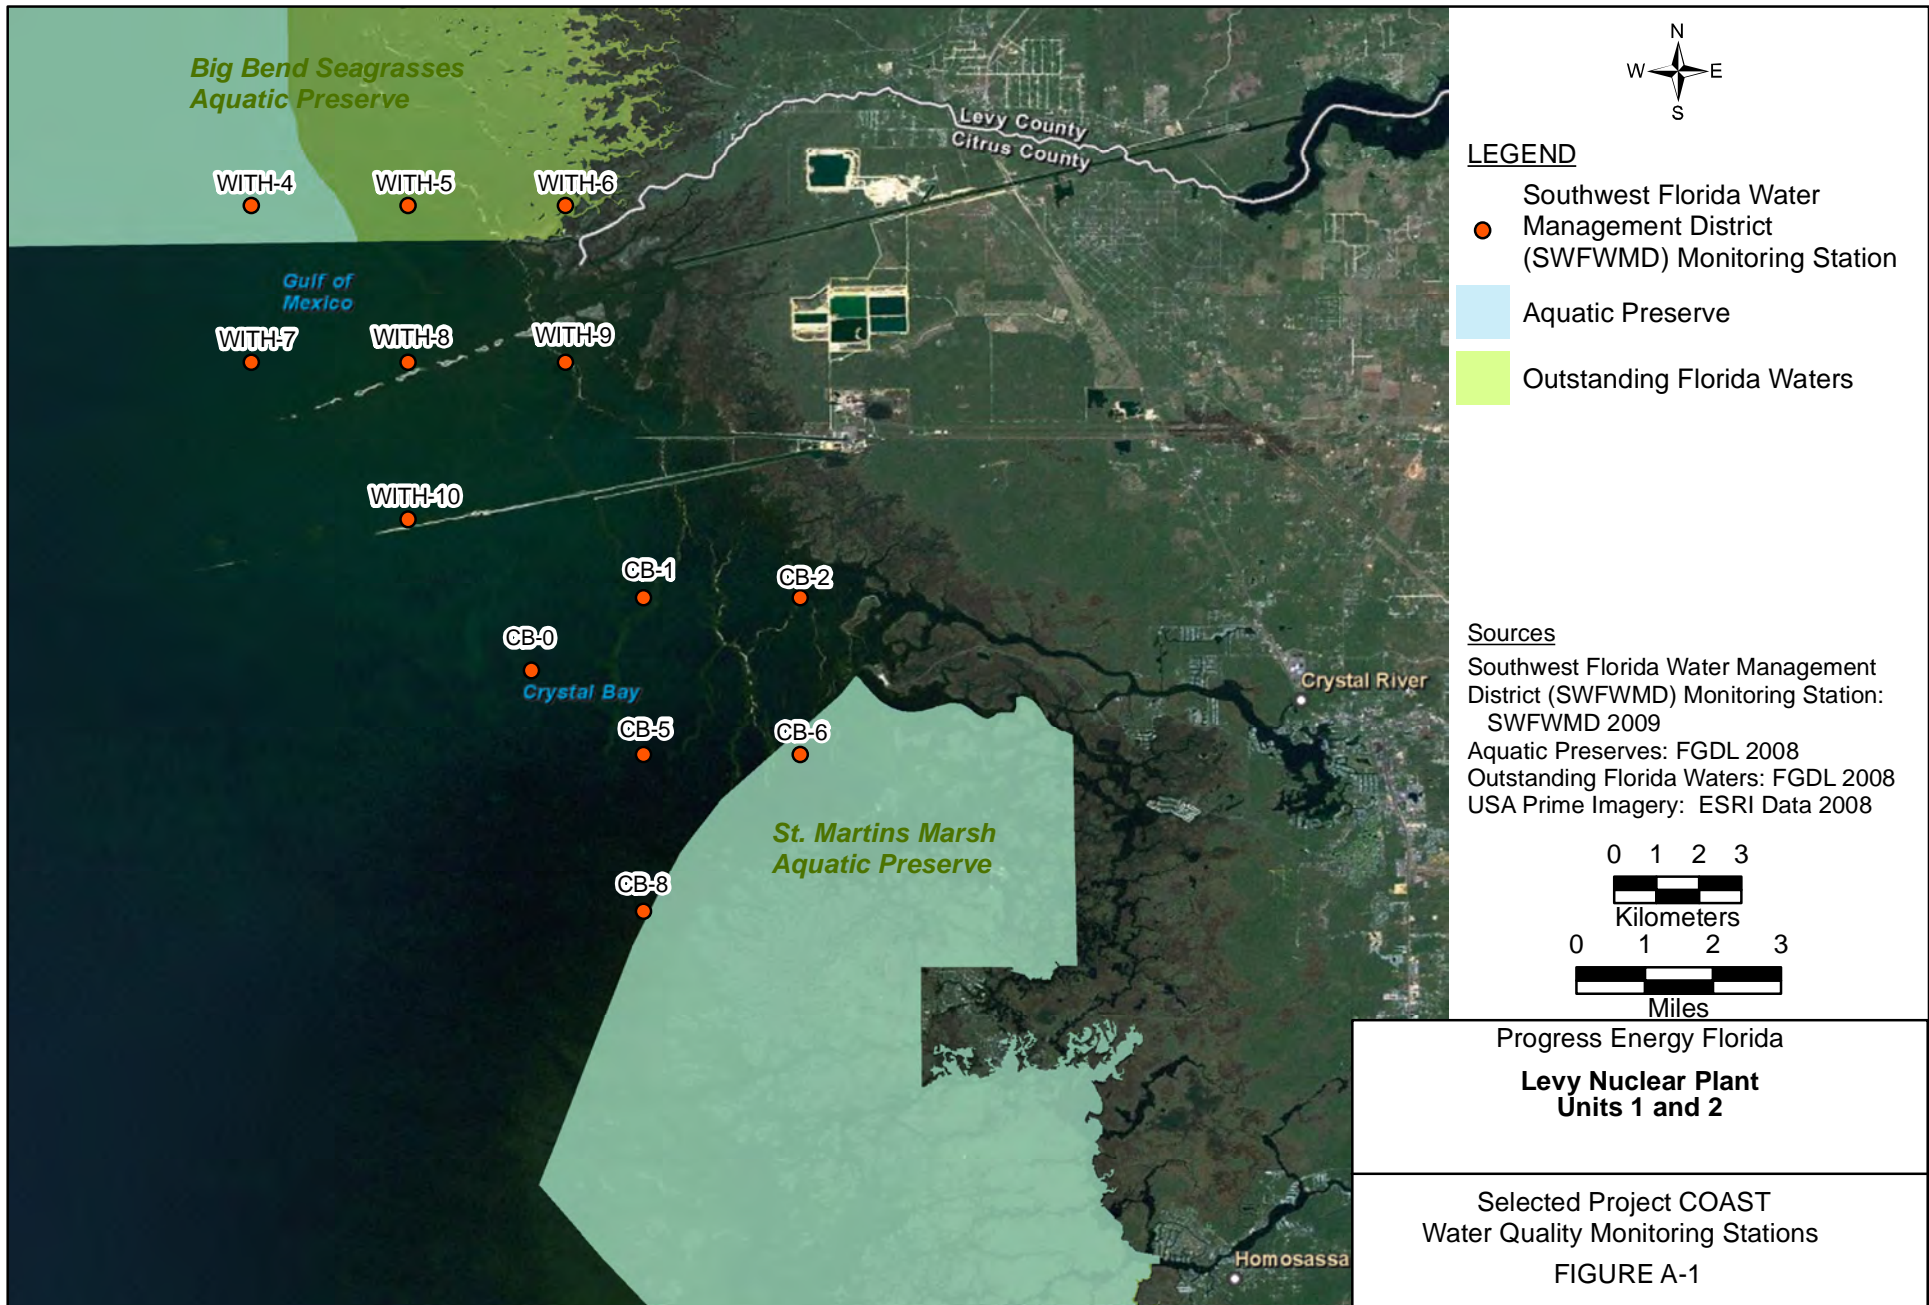 Big Bend Seagrasses
Aquatic Preserve
WITH-4
WITH-5
WITH-6
Levy County
Citrus County
Gulf of
Mexico
WITH-7
WITH-8
WITH-9
WITH-10
CB-1
CB-2
CB-0
Crystal Bay
Crystal River
CB-5
CB-6
St. Martins Marsh
Aquatic Preserve
CB-8
Homosassa
N
W E
S
LEGEND
Southwest Florida Water
Management District
(SWFWMD) Monitoring Station
Aquatic Preserve
Outstanding Florida Waters
Sources
Southwest Florida Water Management
District (SWFWMD) Monitoring Station:
SWFWMD 2009
Aquatic Preserves: FGDL 2008
Outstanding Florida Waters: FGDL 2008
USA Prime Imagery: ESRI Data 2008
0 1 2 3
Kilometers
0 1 2 3
Miles
Progress Energy Florida
Levy Nuclear Plant
Units 1 and 2
Selected Project COAST
Water Quality Monitoring Stations
FIGURE A-1